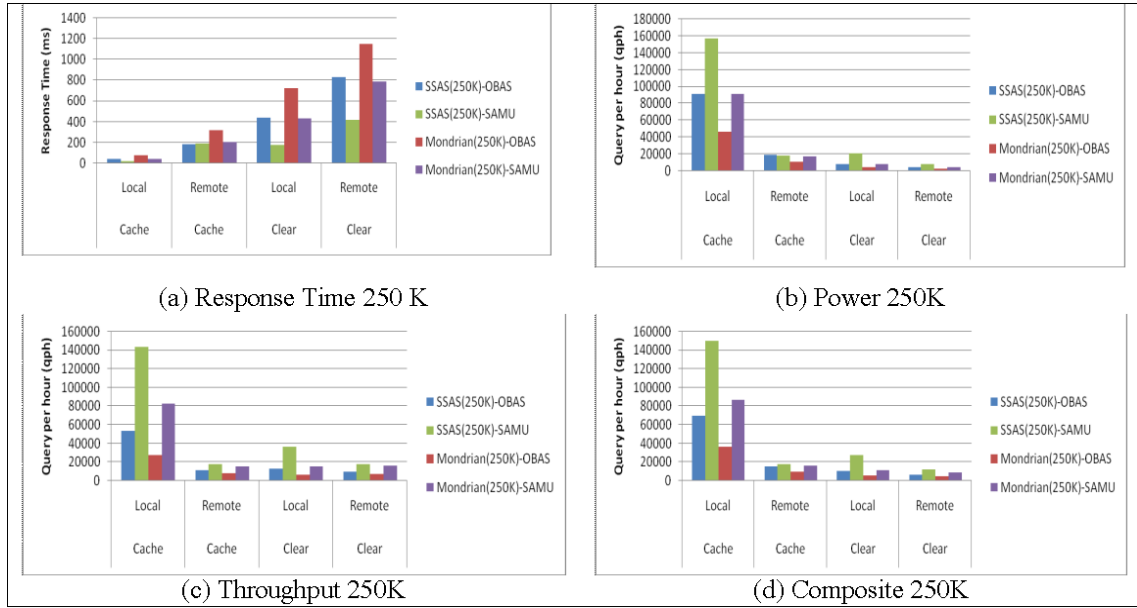 Response Time (ms)
1400
1200
1000
800
600
400
200
0
Local
Remote
Local
Remote
Cache
Cache
Clear
Clear
SSAS(250K)-OBAS
SSAS(250K)-SAMU
Mondrian(250K)-OBAS
Mondrian(250K)-SAMU
(a) Response Time 250 K
Query per hour (qph)
180000
160000
140000
120000
100000
80000
60000
40000
20000
0
Local
Remote
Local
Remote
Cache
Cache
Clear
Clear
SSAS(250K)-OBAS
SSAS(250K)-SAMU
Mondrian(250K)-OBAS
Mondrian(250K)-SAMU
(b) Power 250K
Query per hour (qph)
160000
140000
120000
100000
80000
60000
40000
20000
0
Local
Remote
Local
Remote
Cache
Cache
Clear
Clear
SSAS(250K)-OBAS
SSAS(250K)-SAMU
Mondrian(250K)-OBAS
Mondrian(250K)-SAMU
(c) Throughput 250K
Query per hour (qph)
160000
140000
120000
100000
80000
60000
40000
20000
0
Local
Remote
Local
Remote
Cache
Cache
Clear
Clear
SSAS(250K)-OBAS
SSAS(250K)-SAMU
Mondrian(250K)-OBAS
Mondrian(250K)-SAMU
(d) Composite 250K